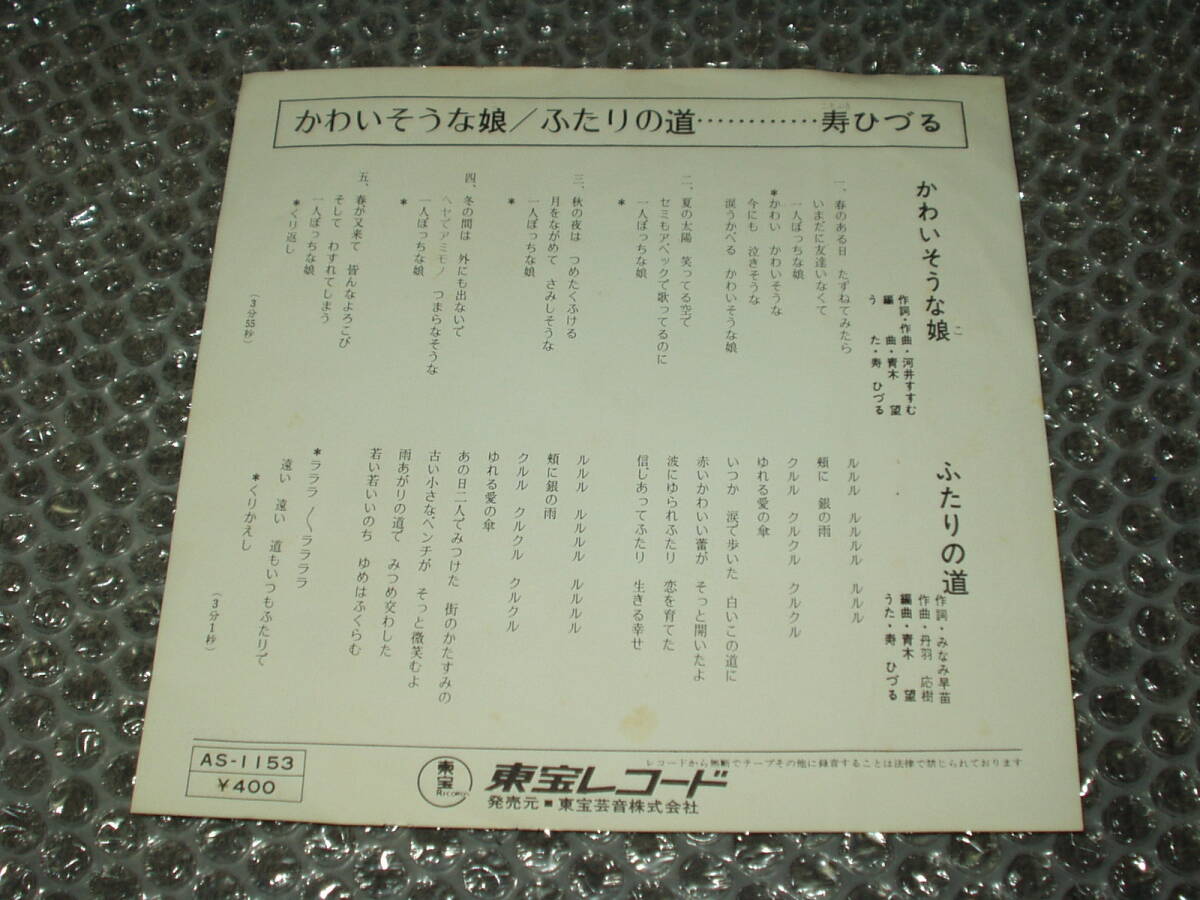 かわいそうな娘／ふたりの道…………寿ひづる
ことぶき
かわいそうな娘
こ
作詞・作曲・河井すすむ
編曲・青木望
うた・寿ひづる
一、春のある日 たずねてみたら
いまだに友達いなくて
一人ぼっちな娘
＊かわい かわいそうな
今にも 泣きそうな
涙うかべる かわいそうな娘
二、夏の太陽 笑ってる空で
セミもアベックで歌ってるのに
一人ぼっちな娘
＊
三、秋の夜は つめたくふける
月をながめて さみしそうな
一人ぼっちな娘
＊
四、冬の間は 外にも出ないで
ヘヤでアミモノ つまらなそうな
一人ぼっちな娘
＊
五、春が又来て 皆んなよろこび
そして わすれてしまう
一人ぼっちな娘
＊くり返し
(3分55秒)
ふたりの道
作詞・みなみ早苗
作曲・丹羽応樹
編曲・青木望
うた・寿ひづる
ルルル ルルルル ルルル
頬に 銀の雨
クルル クルクル クルクル
ゆれる愛の傘
いつか 涙で歩いた 白いこの道に
赤いかわいい蕾が そっと開いたよ
波にゆられふたり 恋を育てた
信じあってふたり 生きる幸せ
ルルル ルルルル ルルルル
頬に銀の雨
クルル クルクル クルクル
ゆれる愛の傘
あの日二人でみつけた 街のかたすみの
古い小さなベンチが そっと微笑むよ
雨あがりの道で みつめ交わした
若い若いいのち ゆめはふくらむ
＊ラララ 〳〵ララララ
遠い 遠い 道もいつもふたりで
＊くりかえし
(3分1秒)
AS-1153
¥400
東宝
RECORDS
東宝レコード
発売元■東宝芸音株式会社
レコードから無断でテープその他に録音することは法律で禁じられております